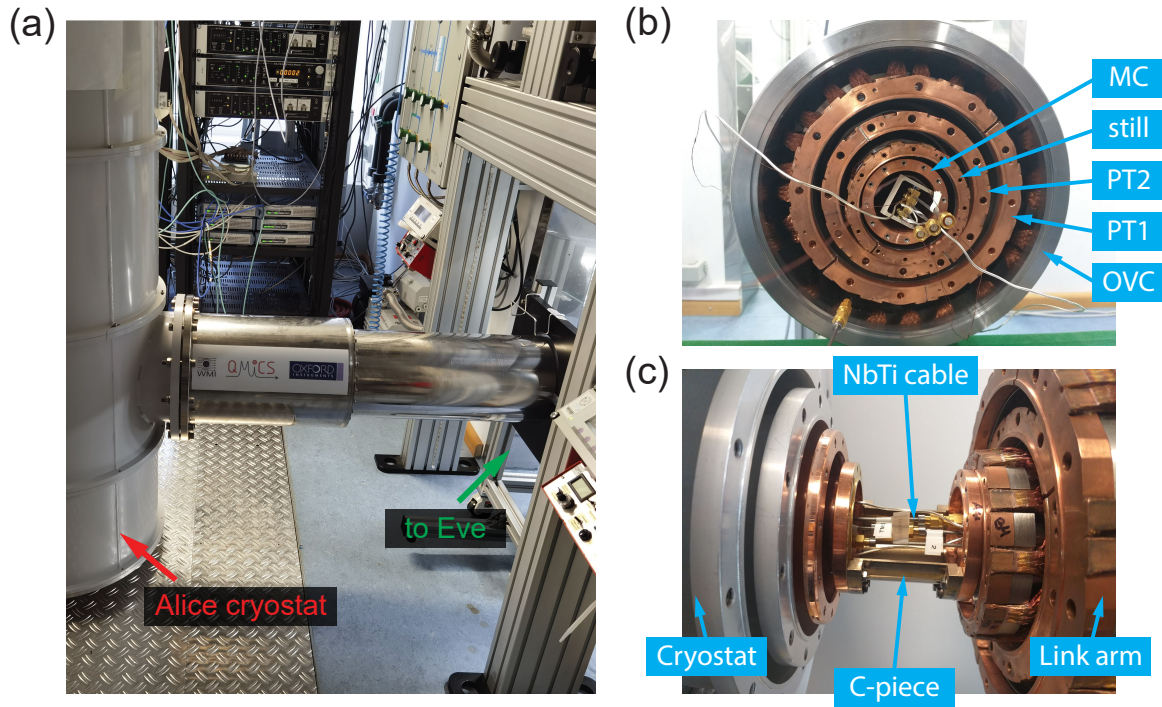 (a)
WMI
QMiCS
OXFORD
INSTRUMENTS
to Eve
Alice cryostat
(b)
MC
still
PT2
PT1
OVC
(c)
NbTi cable
2
Cryostat
Link arm
C-piece